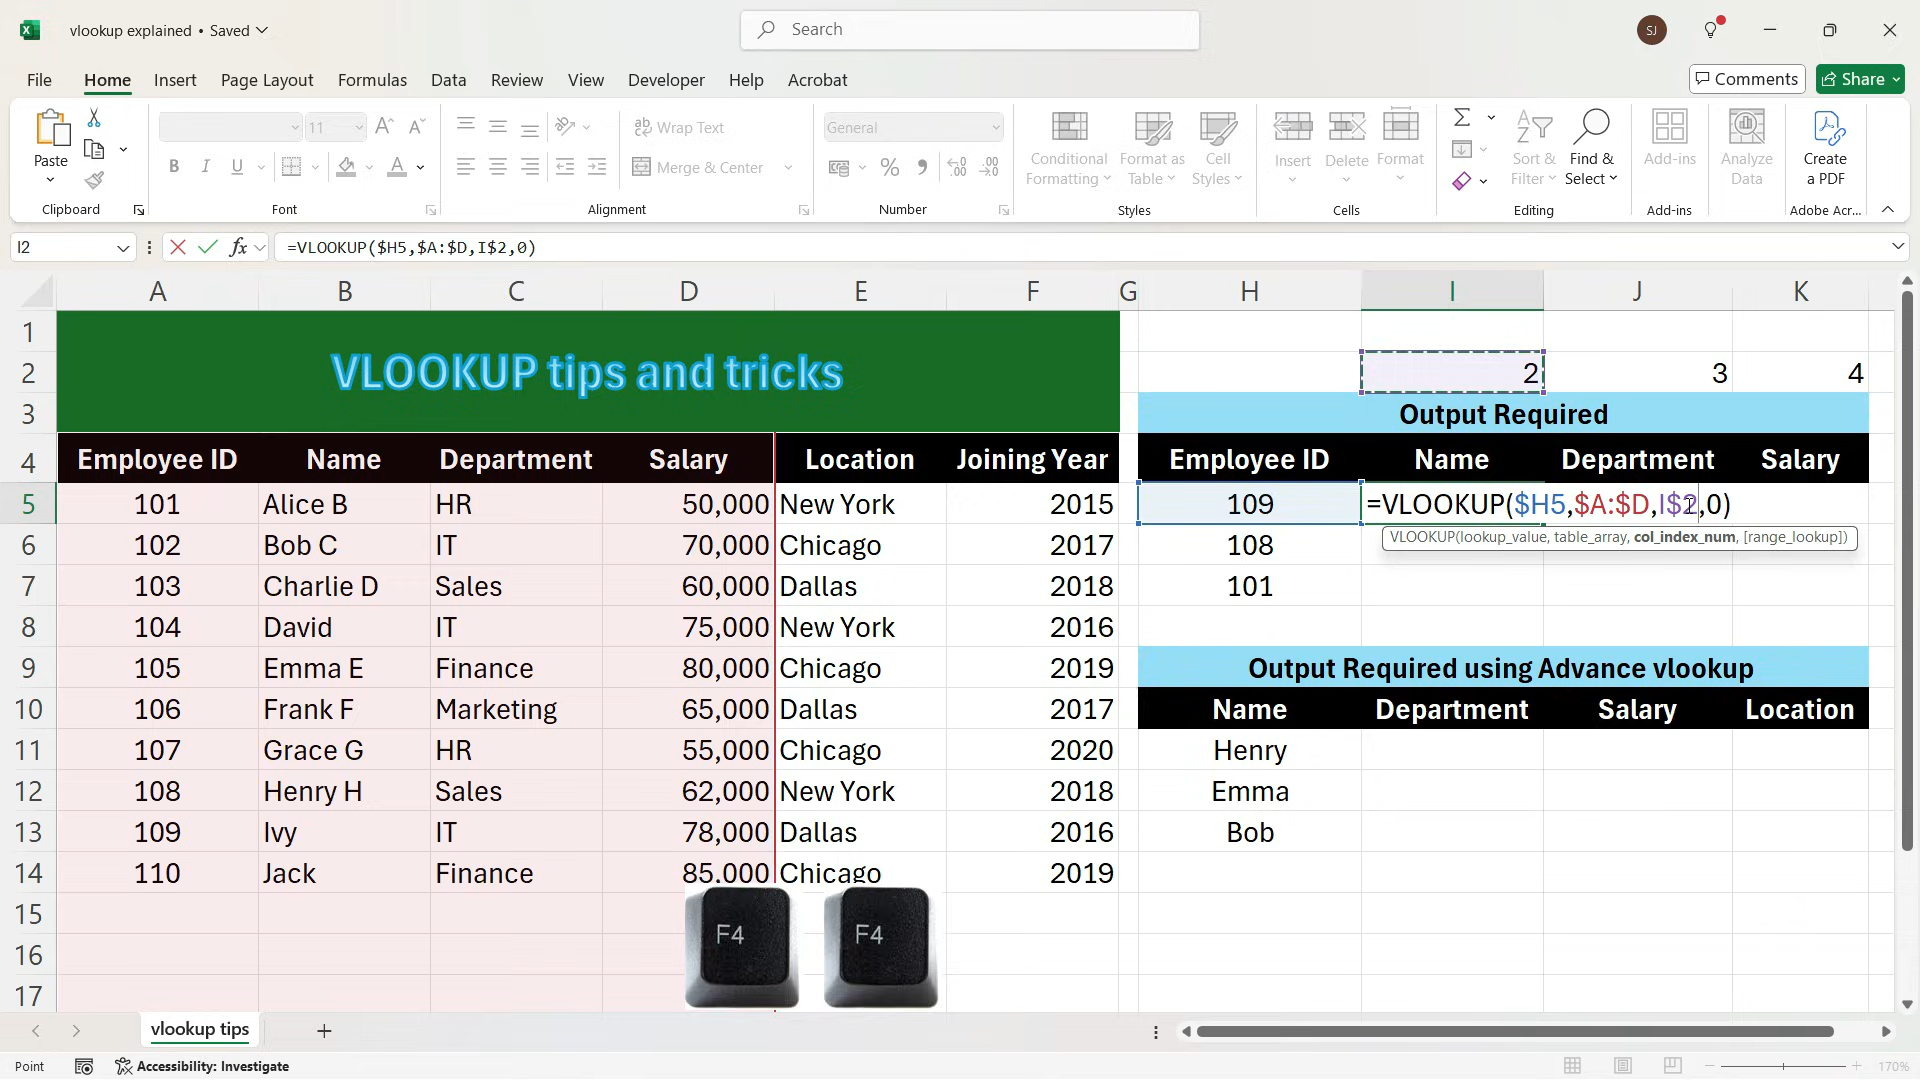 vlookup explained • Saved
Search
SJ
File Home Insert Page Layout Formulas Data Review View Developer Help Acrobat
Comments
Share
Paste
Clipboard
11
B I U
A
Font
Wrap Text
Merge & Center
Alignment
General
%
Number
Conditional Formatting
Format as Table
Cell Styles
Styles
Insert
Delete
Format
Cells
Sort & Filter
Find & Select
Editing
Add-ins
Add-ins
Analyze Data
Create a PDF
Adobe Acr...
I2
fx
=VLOOKUP($H5,$A:$D,I$2,0)
A B C D E F G H I J K
1
VLOOKUP tips and tricks
2 2 3 4
3 Output Required
4 Employee ID Name Department Salary Location Joining Year Employee ID Name Department Salary
5 101 Alice B HR 50,000 New York 2015 109 =VLOOKUP($H5,$A:$D,I$2,0)
VLOOKUP(lookup_value, table_array, col_index_num, [range_lookup])
6 102 Bob C IT 70,000 Chicago 2017 108
7 103 Charlie D Sales 60,000 Dallas 2018 101
8 104 David IT 75,000 New York 2016
9 105 Emma E Finance 80,000 Chicago 2019 Output Required using Advance vlookup
10 106 Frank F Marketing 65,000 Dallas 2017 Name Department Salary Location
11 107 Grace G HR 55,000 Chicago 2020 Henry
12 108 Henry H Sales 62,000 New York 2018 Emma
13 109 Ivy IT 78,000 Dallas 2016 Bob
14 110 Jack Finance 85,000 Chicago 2019
15
F4 F4
16
17
vlookup tips
Point
Accessibility: Investigate
170%